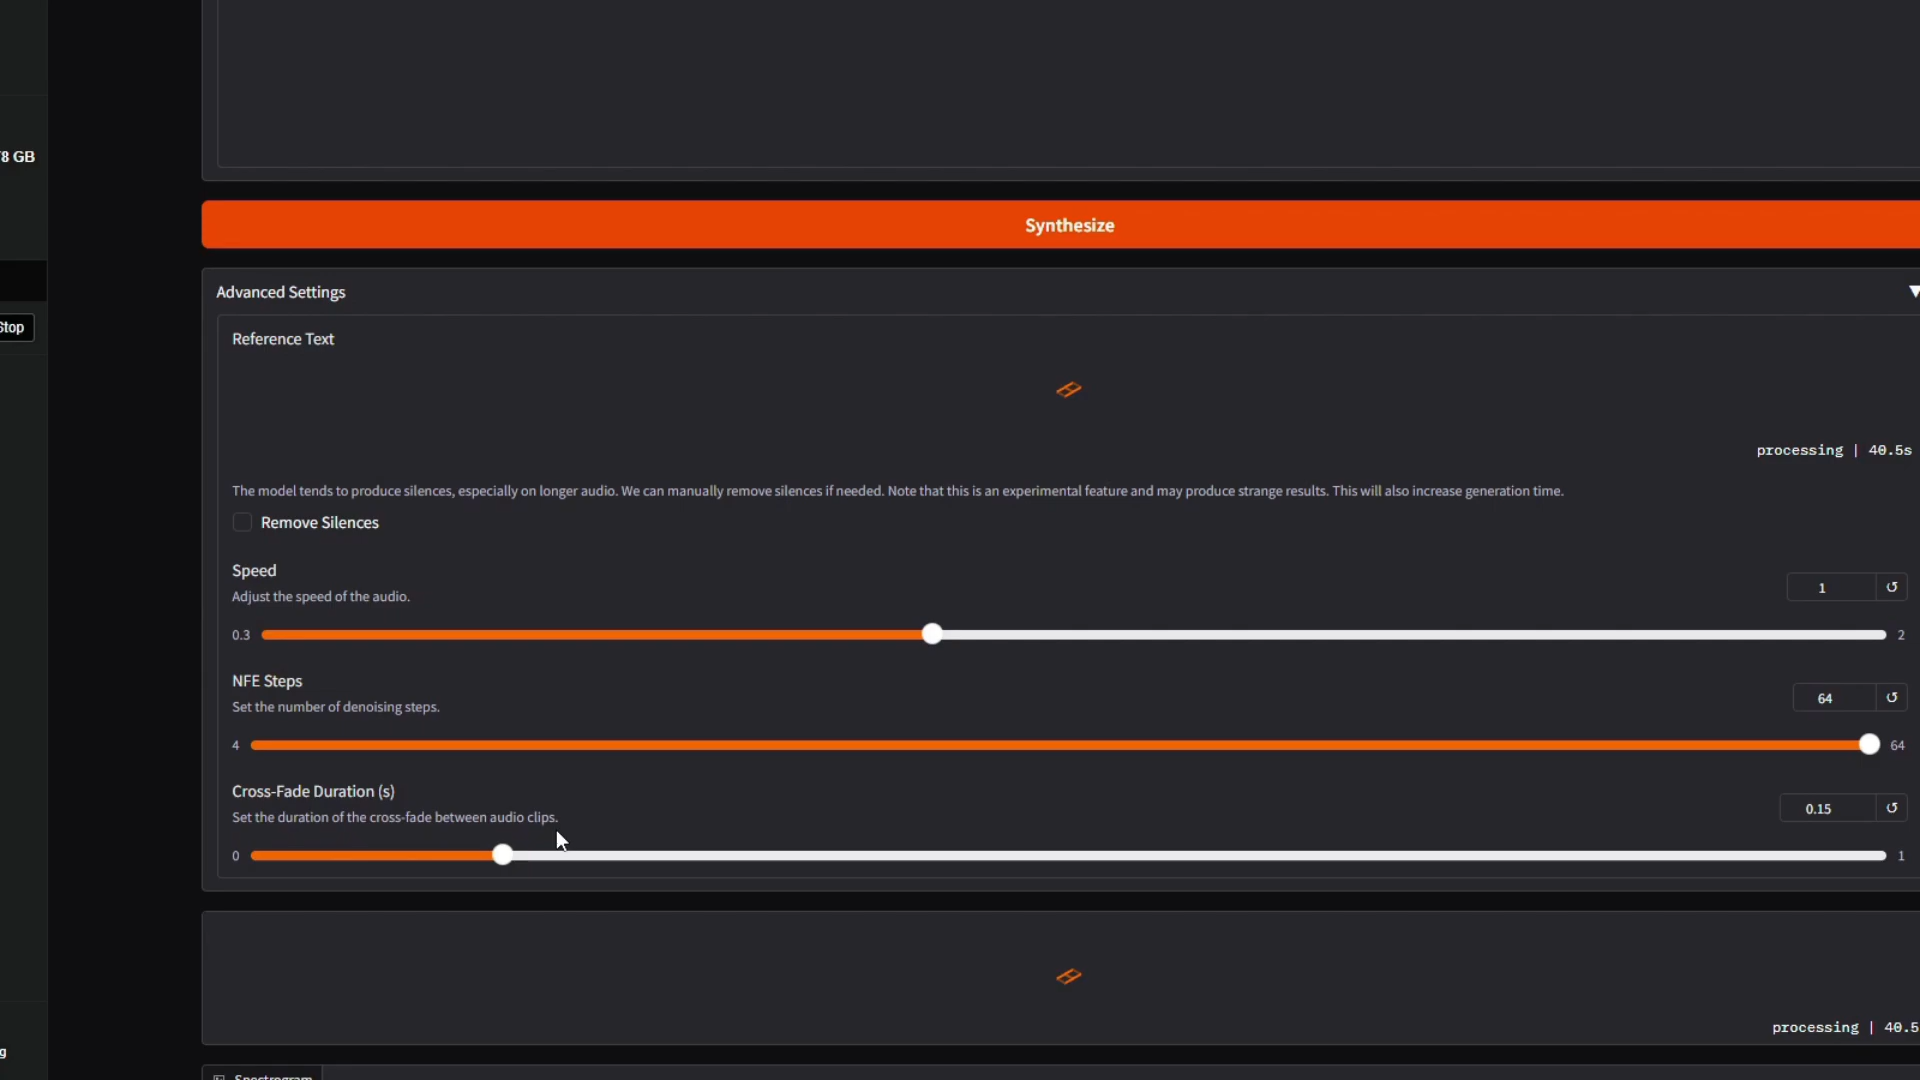 8 GB
Synthesize
Advanced Settings
Stop
Reference Text
processing | 40.5s
The model tends to produce silences, especially on longer audio. We can manually remove silences if needed. Note that this is an experimental feature and may produce strange results. This will also increase generation time.
Remove Silences
Speed
1
Adjust the speed of the audio.
0.3
2
NFE Steps
64
Set the number of denoising steps.
4
64
Cross-Fade Duration (s)
0.15
Set the duration of the cross-fade between audio clips.
0
1
processing | 40.5
g
Spectrogram